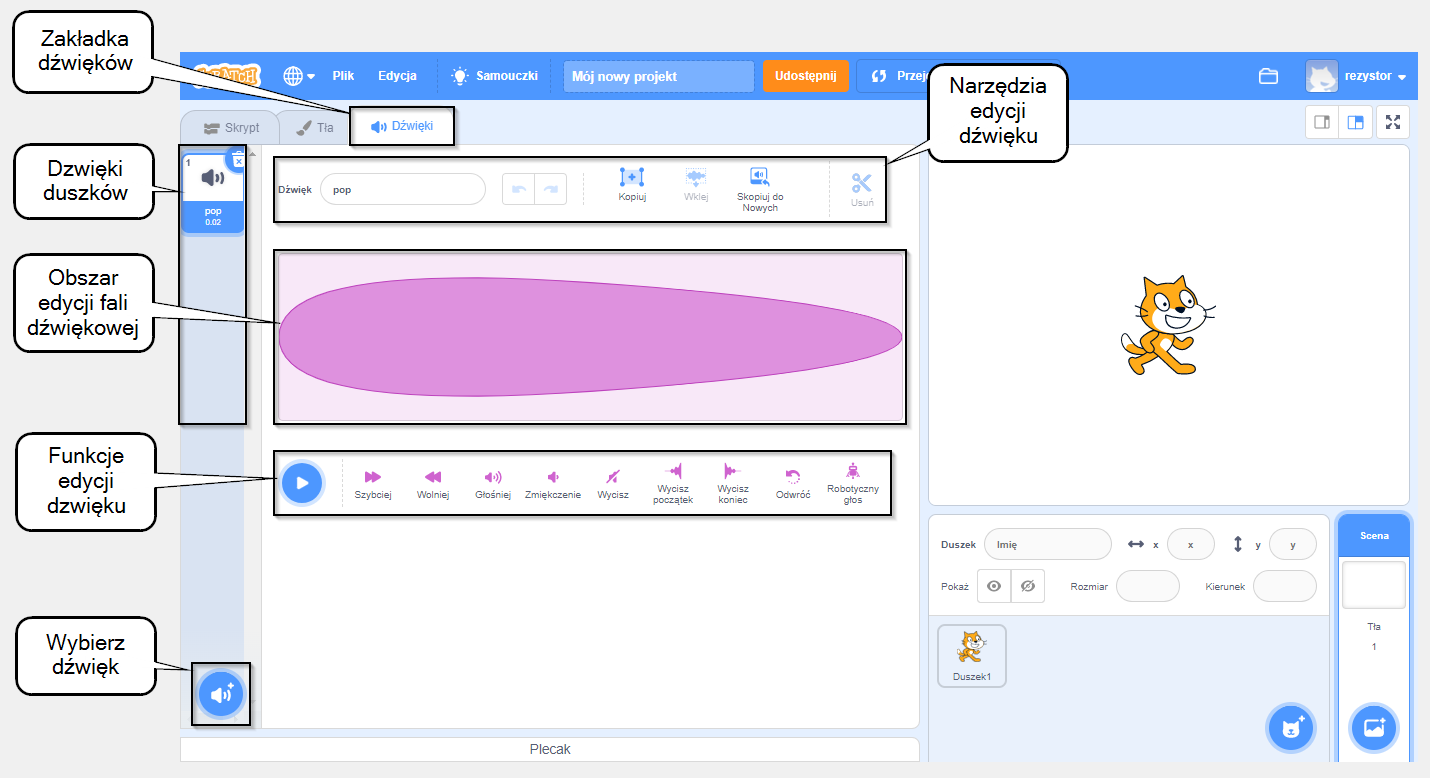 Zakładka
dźwięków
SCRATCH
Plik
Edycja
Samouczki
Mój nowy projekt
Udostępnij
rezystor
Narzędzia
edycji
dźwięku
Skrypt
Tła
Dźwięki
Dzwięki
duszków
1
pop
0.02
Dźwięk
pop
Kopiuj
Wklej
Skopiuj do
Nowych
Usuń
Obszar
edycji fali
dźwiękowej
Funkcje
edycji
dzwięku
Szybciej
Wolniej
Głośniej
Zmiękczenie
Wycisz
Wycisz
początek
Wycisz
koniec
Odwróć
Robotyczny
głos
Duszek
Imię
x
x
y
y
Pokaż
Rozmiar
Kierunek
Scena
Tła
1
Duszek1
Wybierz
dźwięk
Plecak